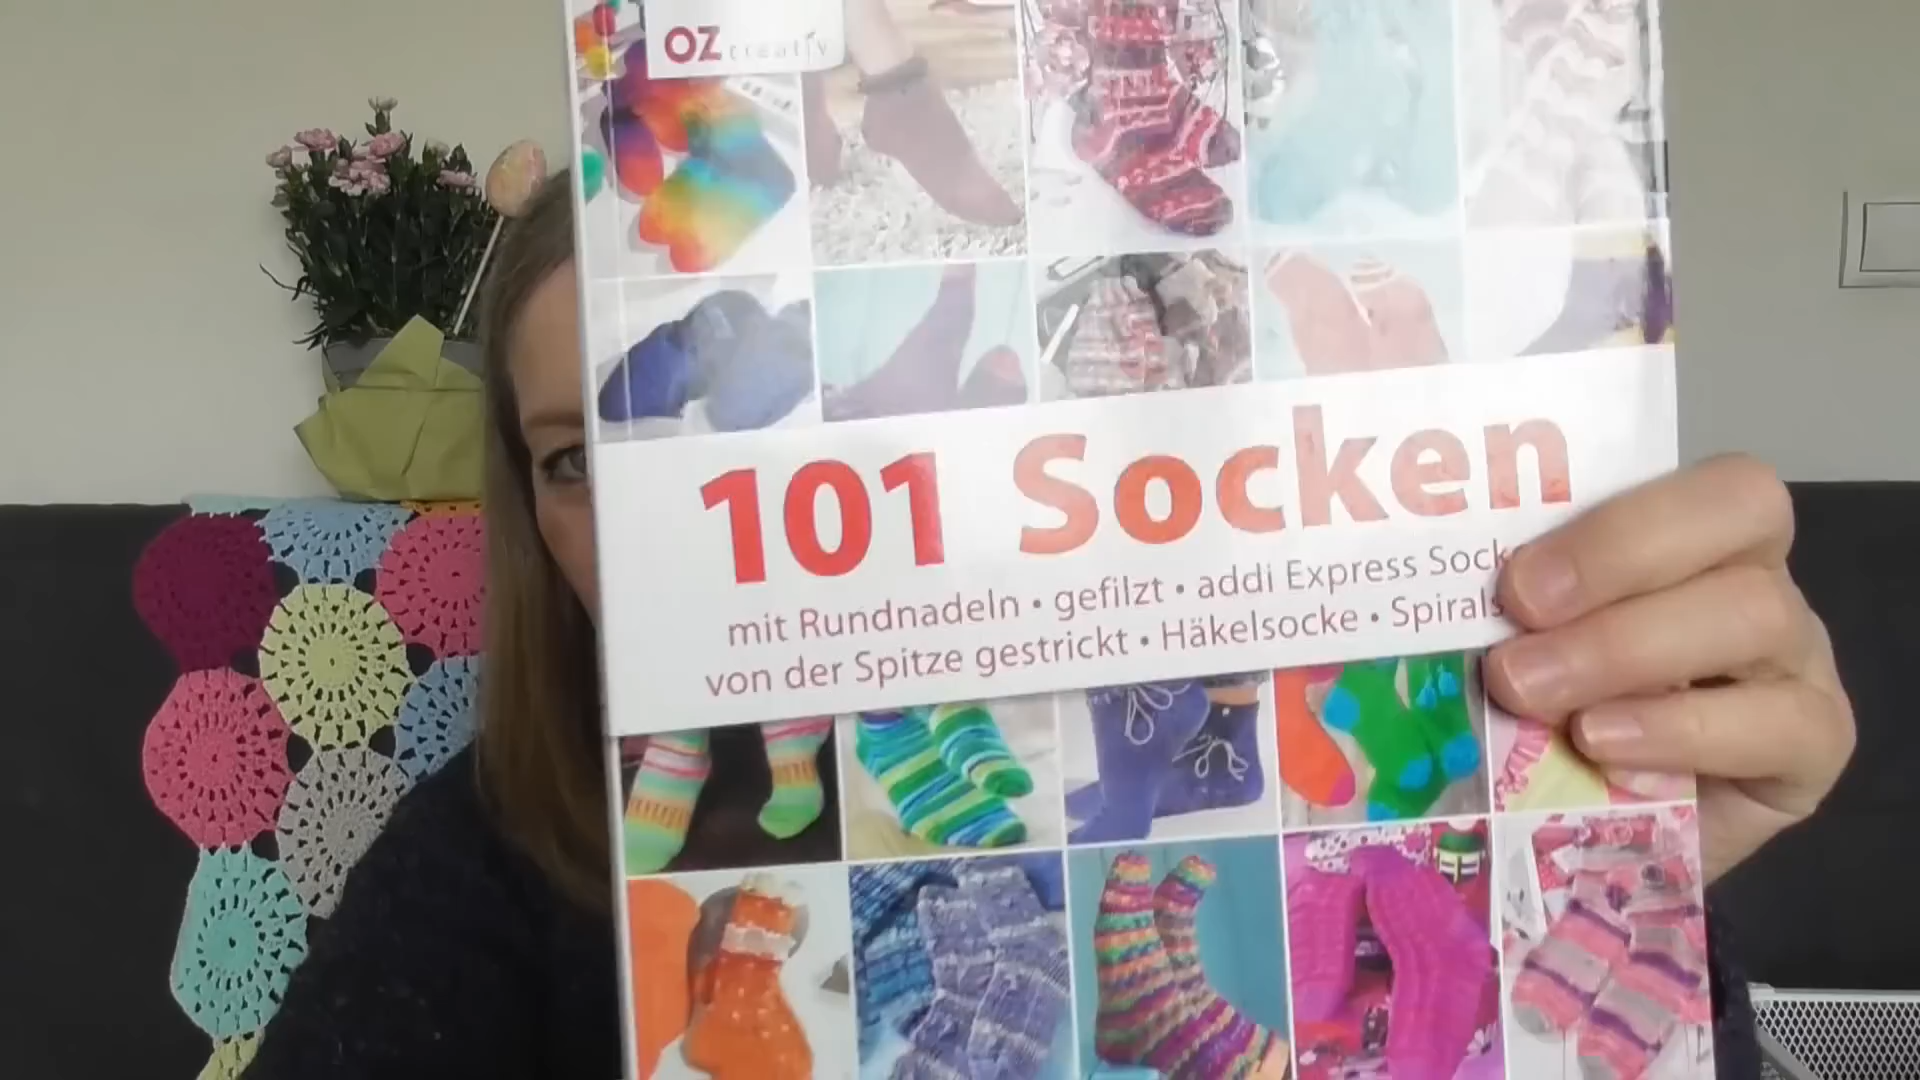 OZ creativ
101 Socken
mit Rundnadeln • gefilzt • addi Express Sock
von der Spitze gestrickt • Häkelsocke • Spirals